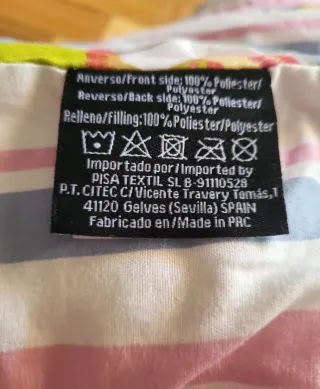 Anverso/Front side: 100% Poliester/
Polyester
Reverso/Back side: 100% Poliester/
Polyester
Relleno/Filling:100% Poliester/Polyester
Importado por/Imported by
PISA TEXTIL SL B-91110528
P.T. CITEC C/ Vicente Travery Tomás,1
41120 Gelves (Sevilla) SPAIN
Fabricado en/Made in PRC